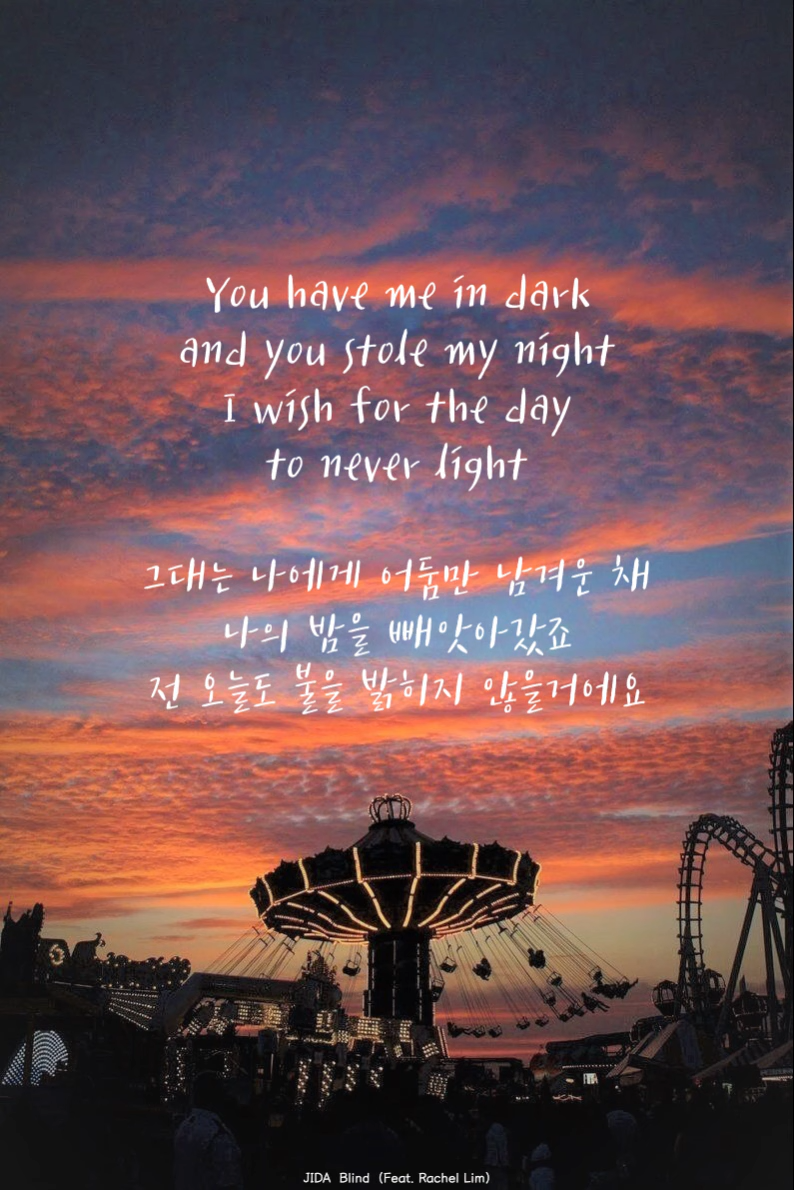 You have me in dark
and you stole my night
I wish for the day
to never light
그대는 나에게 어둠만 남겨운 채
나의 밤을 빼앗아갔죠
전 오늘도 불을 밝히지 않을거에요
JIDA Blind (Feat. Rachel Lim)